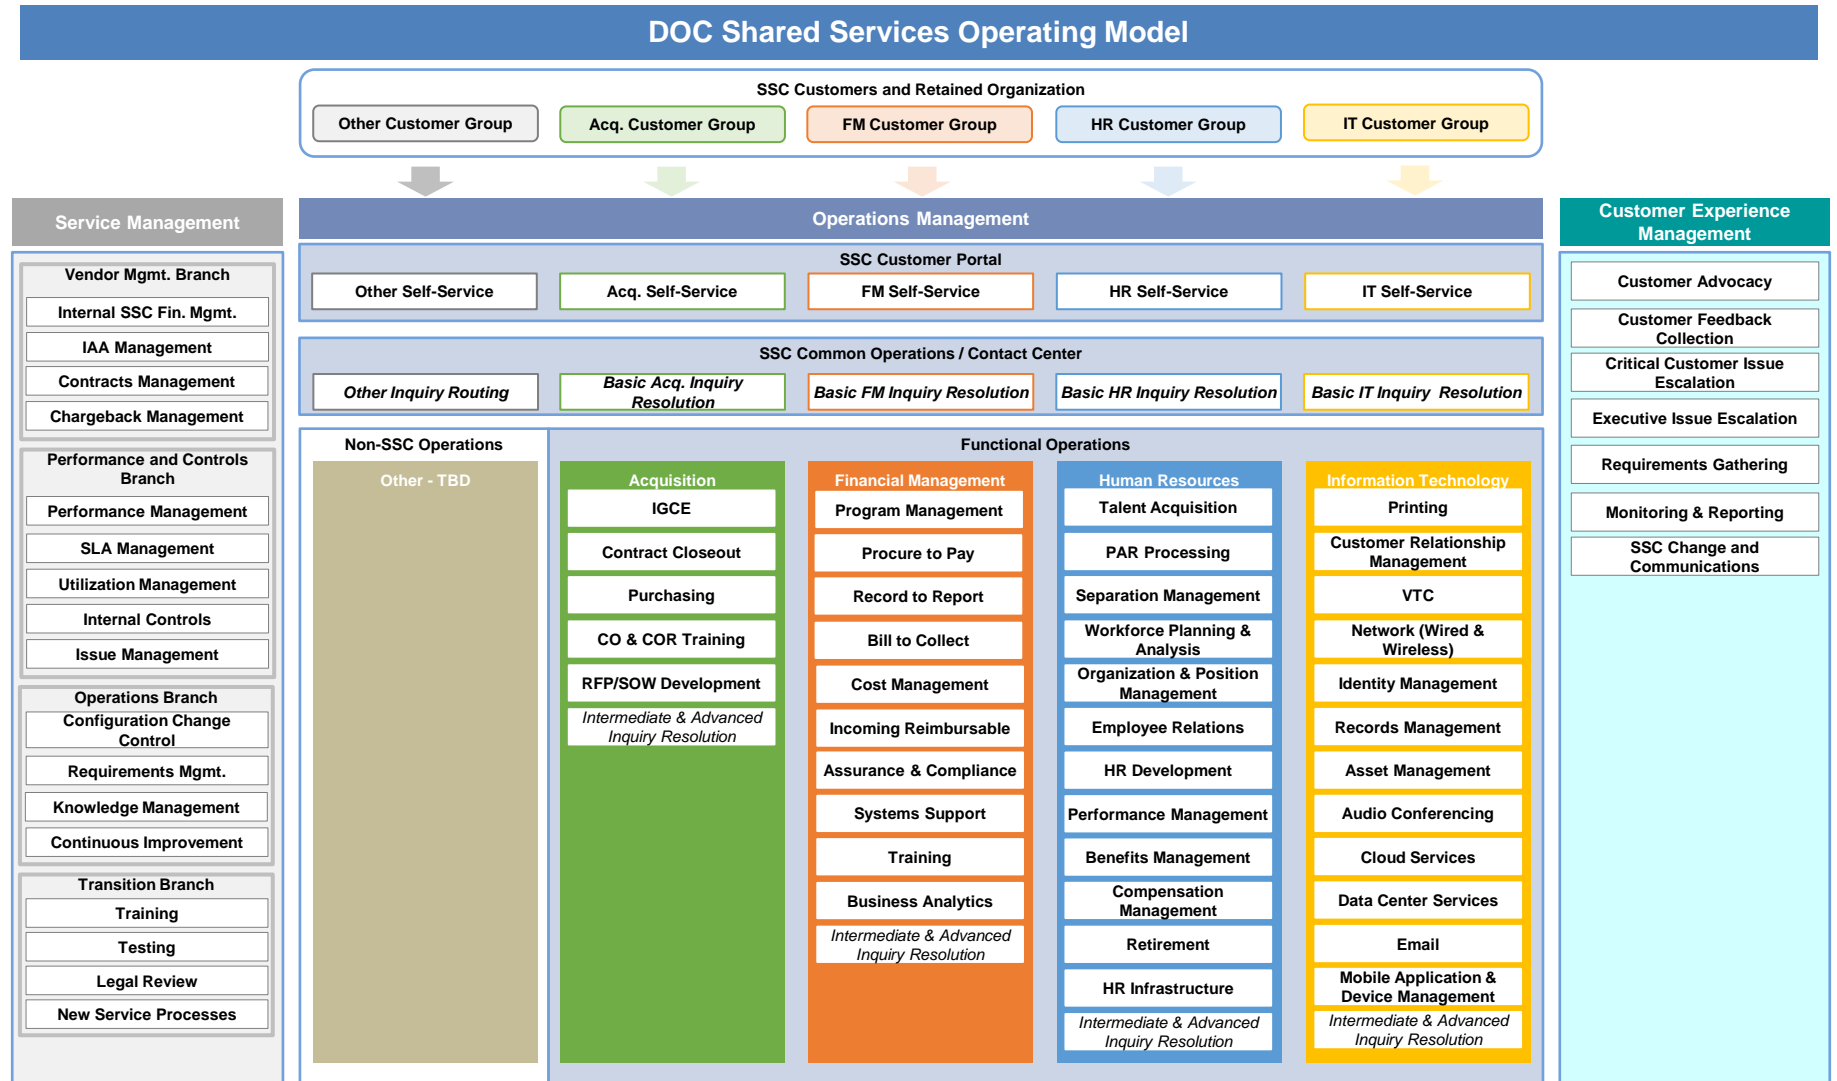 DOC Shared Services Operating Model
SSC Customers and Retained Organization
Other Customer Group
Acq. Customer Group
FM Customer Group
HR Customer Group
IT Customer Group
Service Management
Vendor Mgmt. Branch
Internal SSC Fin. Mgmt.
IAA Management
Contracts Management
Chargeback Management
Performance and Controls
Branch
Performance Management
SLA Management
Utilization Management
Internal Controls
Issue Management
Operations Branch
Configuration Change
Control
Requirements Mgmt.
Knowledge Management
Continuous Improvement
Transition Branch
Training
Testing
Legal Review
New Service Processes
Operations Management
SSC Customer Portal
Other Self-Service
Acq. Self-Service
FM Self-Service
HR Self-Service
IT Self-Service
SSC Common Operations / Contact Center
Other Inquiry Routing
Basic Acq. Inquiry
Resolution
Basic FM Inquiry Resolution
Basic HR Inquiry Resolution
Basic IT Inquiry Resolution
Non-SSC Operations
Other - TBD
Functional Operations
Acquisition
IGCE
Contract Closeout
Purchasing
CO & COR Training
RFP/SOW Development
Intermediate & Advanced
Inquiry Resolution
Financial Management
Program Management
Procure to Pay
Record to Report
Bill to Collect
Cost Management
Incoming Reimbursable
Assurance & Compliance
Systems Support
Training
Business Analytics
Intermediate & Advanced
Inquiry Resolution
Human Resources
Talent Acquisition
PAR Processing
Separation Management
Workforce Planning &
Analysis
Organization & Position
Management
Employee Relations
HR Development
Performance Management
Benefits Management
Compensation
Management
Retirement
HR Infrastructure
Intermediate & Advanced
Inquiry Resolution
Information Technology
Printing
Customer Relationship
Management
VTC
Network (Wired &
Wireless)
Identity Management
Records Management
Asset Management
Audio Conferencing
Cloud Services
Data Center Services
Email
Mobile Application &
Device Management
Intermediate & Advanced
Inquiry Resolution
Customer Experience
Management
Customer Advocacy
Customer Feedback
Collection
Critical Customer Issue
Escalation
Executive Issue Escalation
Requirements Gathering
Monitoring & Reporting
SSC Change and
Communications